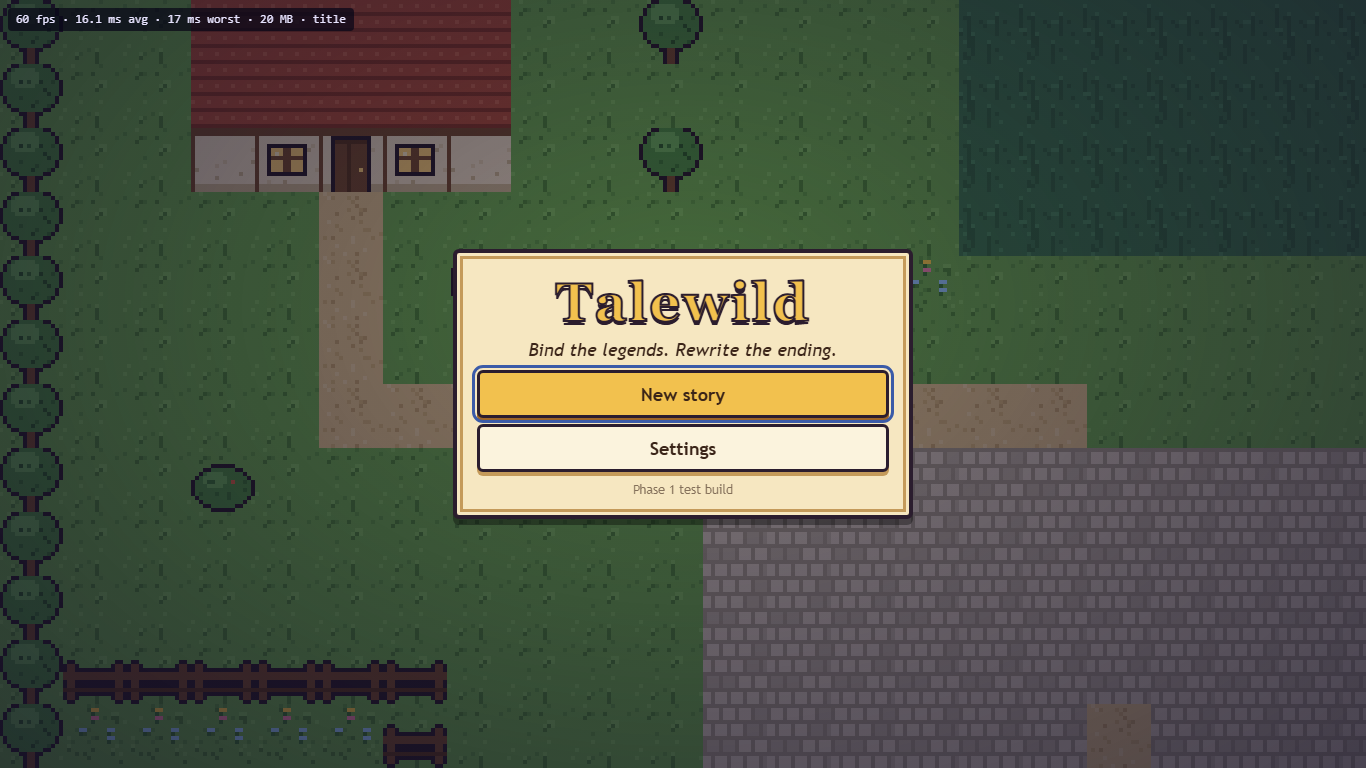 60 fps · 16.1 ms avg · 17 ms worst · 20 MB · title
Talewild
Bind the legends. Rewrite the ending.
New story
Settings
Phase 1 test build